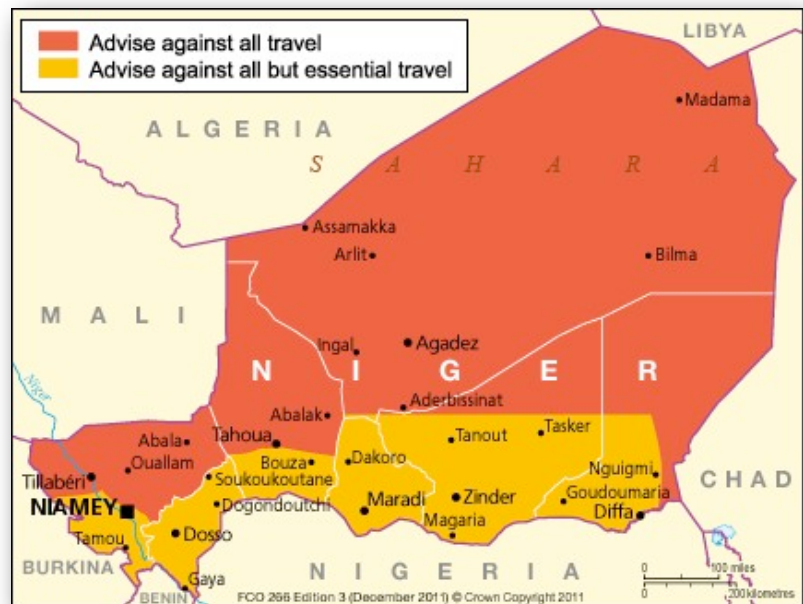 Advise against all travel
Advise against all but essential travel
LIBYA
Madama
ALGERIA
SAHARA
Assamakka
Arlit
Bilma
MALI
Ingal
Agadez
NIGER
Niger
Aderbissinat
Abalak
Abala
Tahoua
Tanout
Tasker
Ouallam
Bouza
Dakoro
Tillabéri
Soukoukoutane
Nguigmi
CHAD
NIAMEY
Dogondoutchi
Maradi
Zinder
Goudoumaria
Diffa
Tamou
Dosso
Magaria
BURKINA
Gaya
NIGERIA
0 100 miles
BENIN
FCO 266 Edition 3 (December 2011) © Crown Copyright 2011
0 200 kilometres